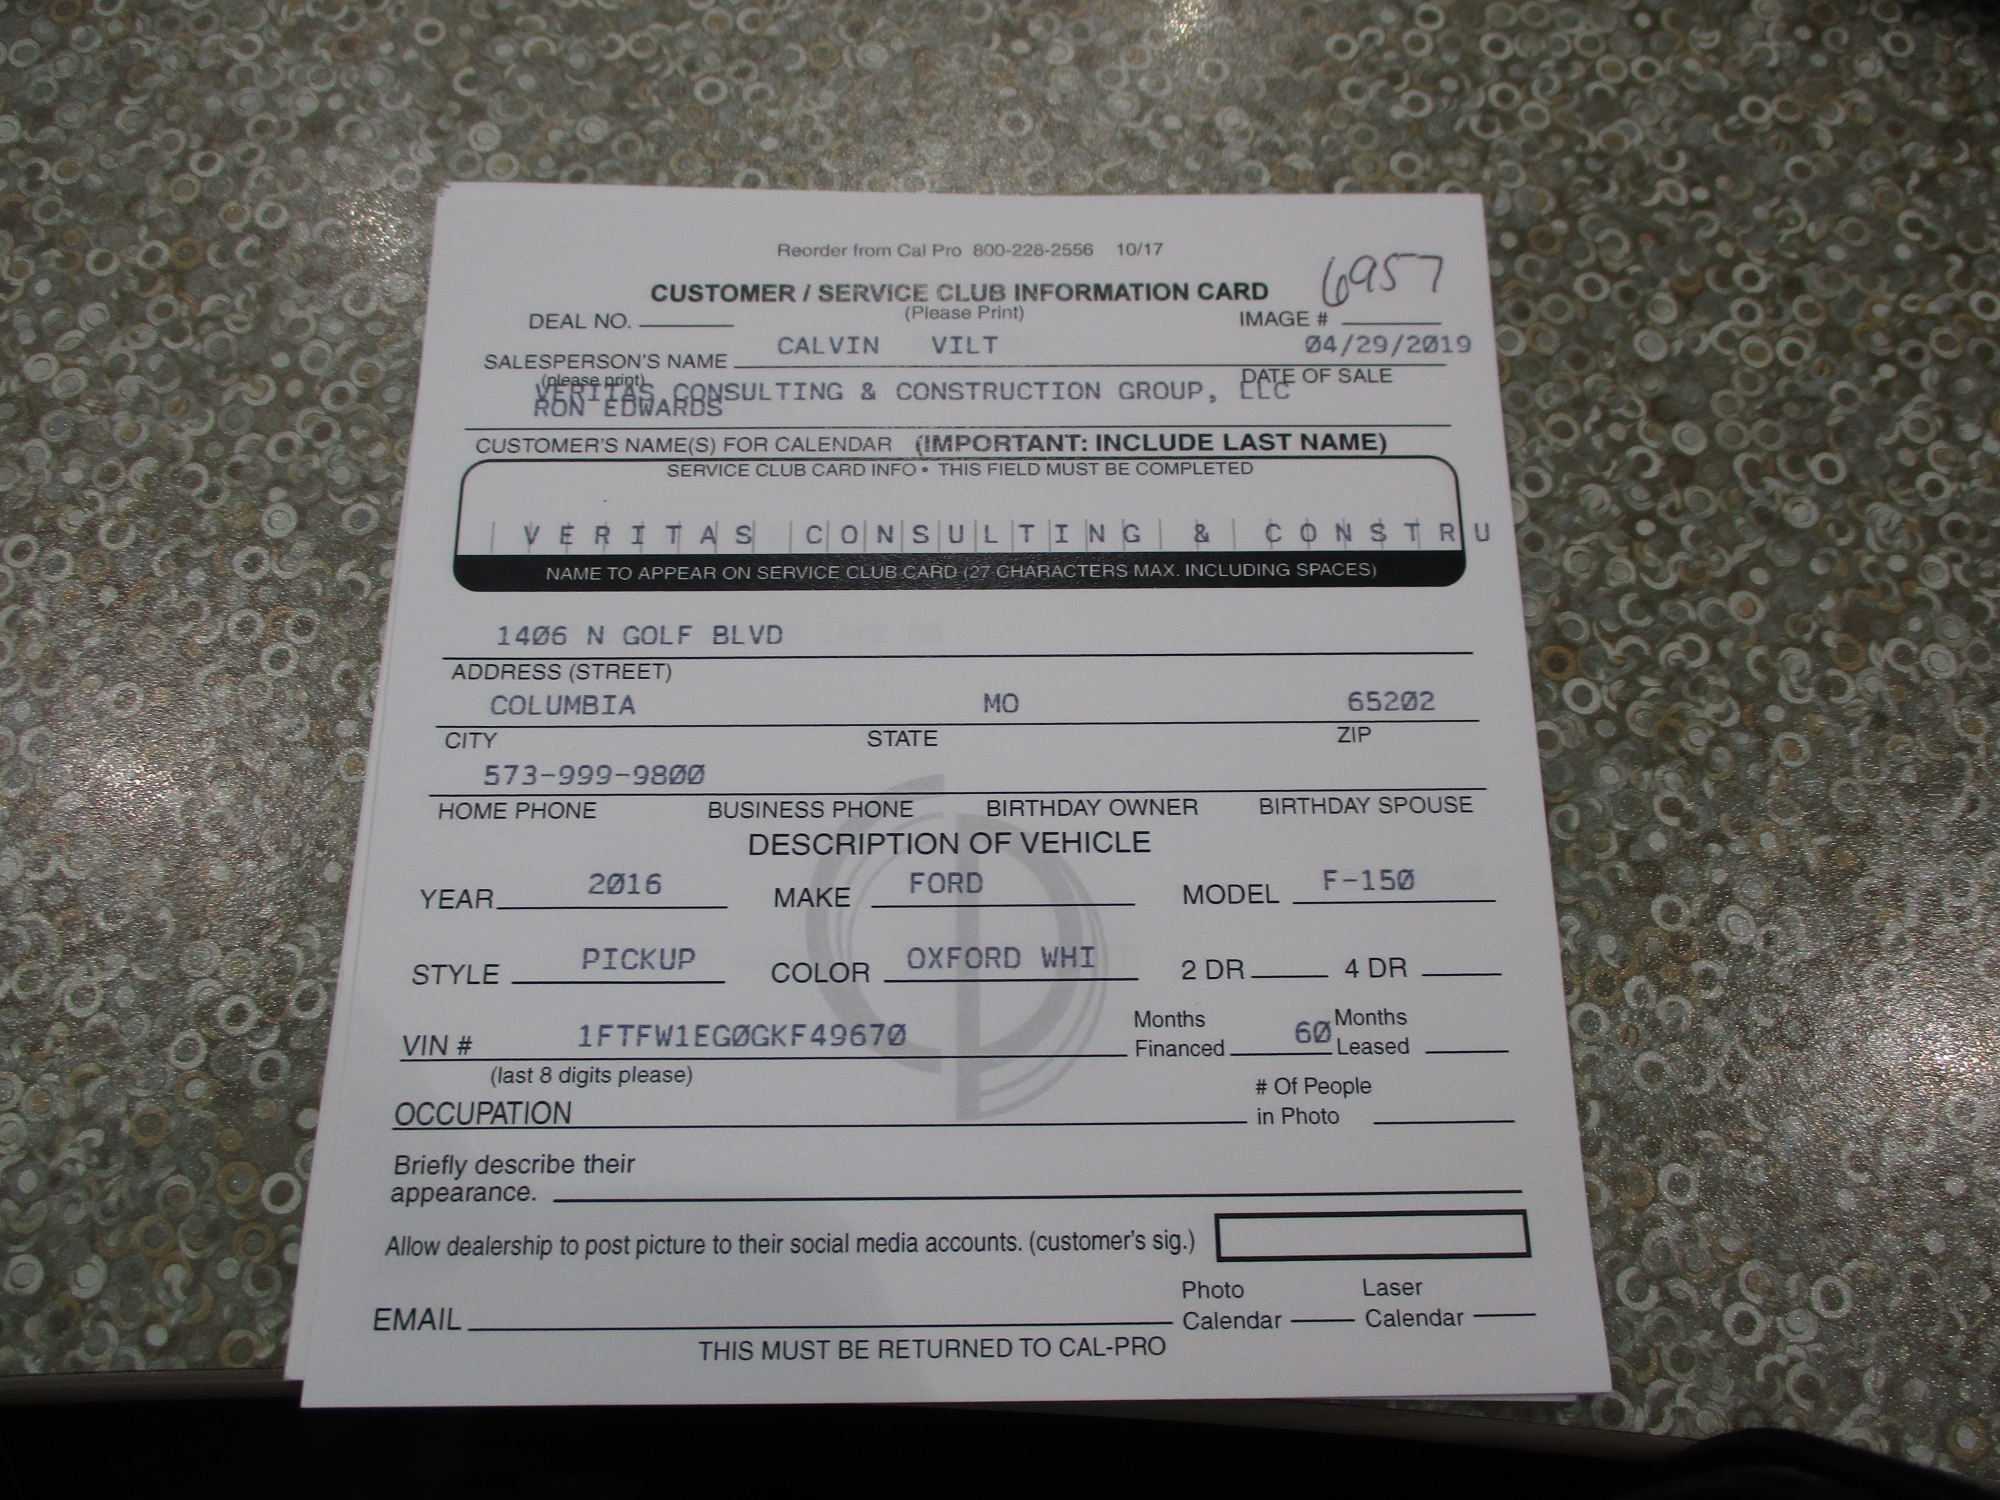 Reorder from Cal Pro 800-228-2556 10/17
CUSTOMER / SERVICE CLUB INFORMATION CARD
6957
(Please Print)
DEAL NO.
IMAGE #
CALVIN VILT
04/29/2019
SALESPERSON'S NAME
(please print)
DATE OF SALE
VERITAS CONSULTING & CONSTRUCTION GROUP, LLC
RON EDWARDS
CUSTOMER'S NAME(S) FOR CALENDAR (IMPORTANT: INCLUDE LAST NAME)
SERVICE CLUB CARD INFO • THIS FIELD MUST BE COMPLETED
VERITAS CONSULTING & CONSTRU
NAME TO APPEAR ON SERVICE CLUB CARD (27 CHARACTERS MAX. INCLUDING SPACES)
1406 N GOLF BLVD
ADDRESS (STREET)
COLUMBIA MO 65202
CITY STATE ZIP
573-999-9800
HOME PHONE BUSINESS PHONE BIRTHDAY OWNER BIRTHDAY SPOUSE
DESCRIPTION OF VEHICLE
YEAR 2016 MAKE FORD MODEL F-150
STYLE PICKUP COLOR OXFORD WHI 2 DR 4 DR
VIN # 1FTFW1EG0GKF49670 Months Financed 60 Months Leased
(last 8 digits please)
OCCUPATION # Of People in Photo
Briefly describe their
appearance.
Allow dealership to post picture to their social media accounts. (customer's sig.)
EMAIL Photo Calendar Laser Calendar
THIS MUST BE RETURNED TO CAL-PRO